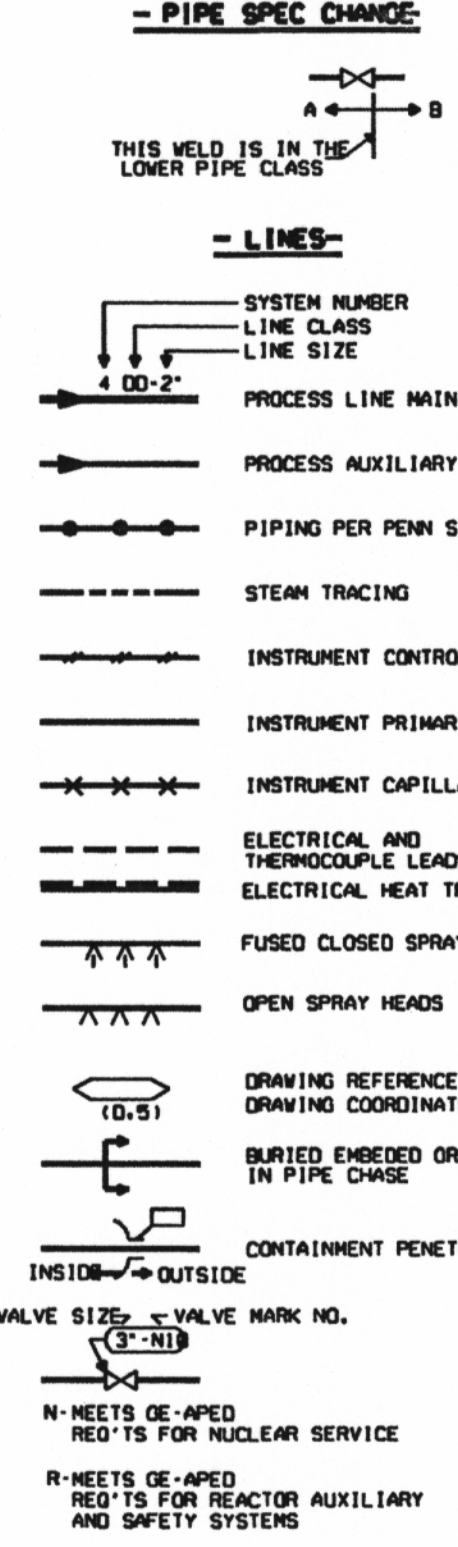 - PIPE SPEC CHANGE-
A B
THIS WELD IS IN THE
LOWER PIPE CLASS
- LINES-
SYSTEM NUMBER
LINE CLASS
LINE SIZE
4 DD-2"
PROCESS LINE MAIN
PROCESS AUXILIARY
PIPING PER PENN S
STEAM TRACING
INSTRUMENT CONTRO
INSTRUMENT PRIMAR
INSTRUMENT CAPILL
ELECTRICAL AND
THERMOCOUPLE LEAD
ELECTRICAL HEAT T
FUSED CLOSED SPRAY
OPEN SPRAY HEADS
DRAWING REFERENCE
(D.5) DRAWING COORDINAT
BURIED EMBEDED OR
IN PIPE CHASE
CONTAINMENT PENET
INSIDE OUTSIDE
VALVE SIZE VALVE MARK NO.
3"-N1
N-MEETS GE-APED
REQ'TS FOR NUCLEAR SERVICE
R-MEETS GE-APED
REQ'TS FOR REACTOR AUXILIARY
AND SAFETY SYSTEMS